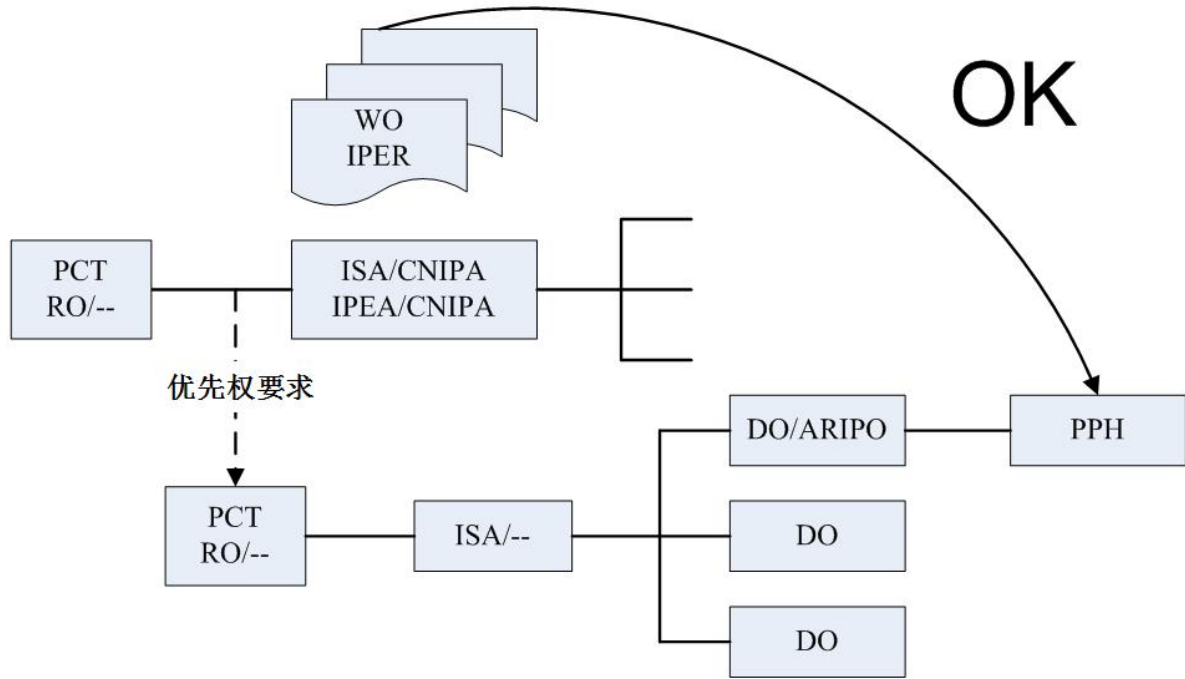 OK
WO
IPER
PCT
RO/--
ISA/CNIPA
IPEA/CNIPA
优先权要求
DO/ARIPO
PPH
PCT
RO/--
ISA/--
DO
DO